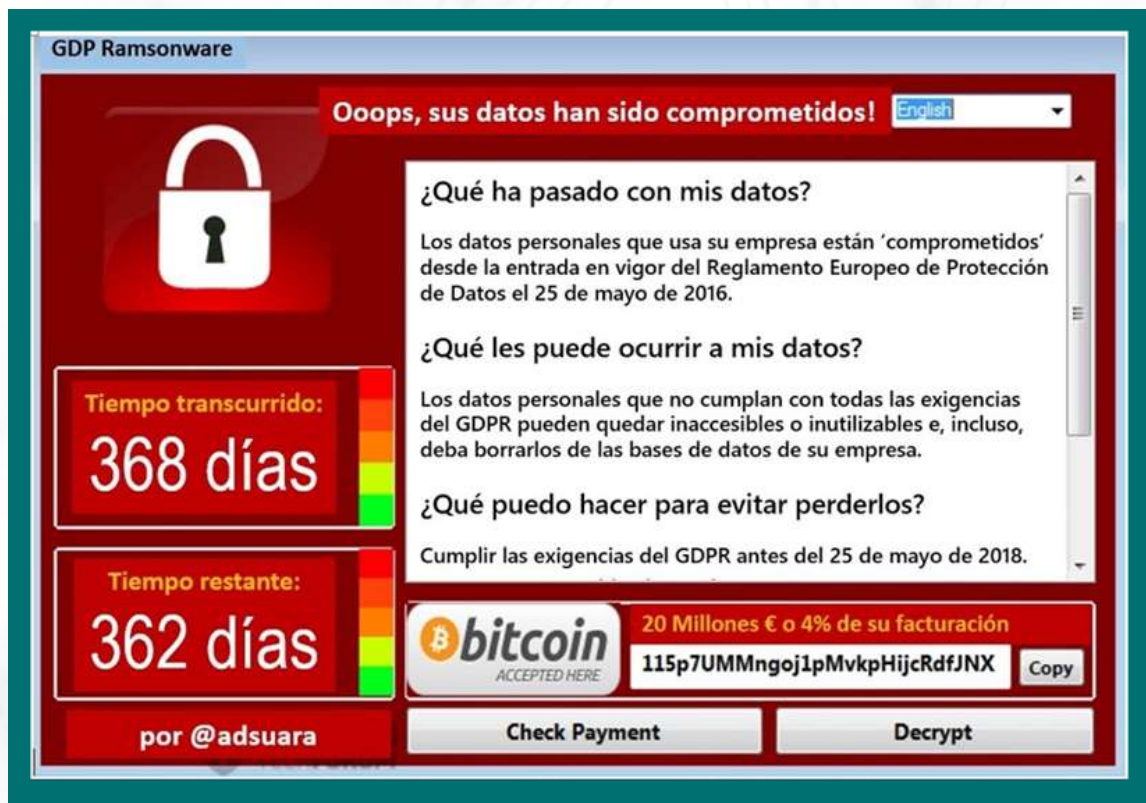 GDP Ramsonware
Ooops, sus datos han sido comprometidos!
English
¿Qué ha pasado con mis datos?
Los datos personales que usa su empresa están ‘comprometidos’
desde la entrada en vigor del Reglamento Europeo de Protección
de Datos el 25 de mayo de 2016.
¿Qué les puede ocurrir a mis datos?
Los datos personales que no cumplan con todas las exigencias
del GDPR pueden quedar inaccesibles o inutilizables e, incluso,
deba borrarlos de las bases de datos de su empresa.
¿Qué puedo hacer para evitar perderlos?
Cumplir las exigencias del GDPR antes del 25 de mayo de 2018.
Tiempo transcurrido:
368 días
Tiempo restante:
362 días
por @adsuara
bitcoin
ACCEPTED HERE
20 Millones € o 4% de su facturación
115p7UMMngoj1pMvkpHijcRdfJNX
Copy
Check Payment
Decrypt